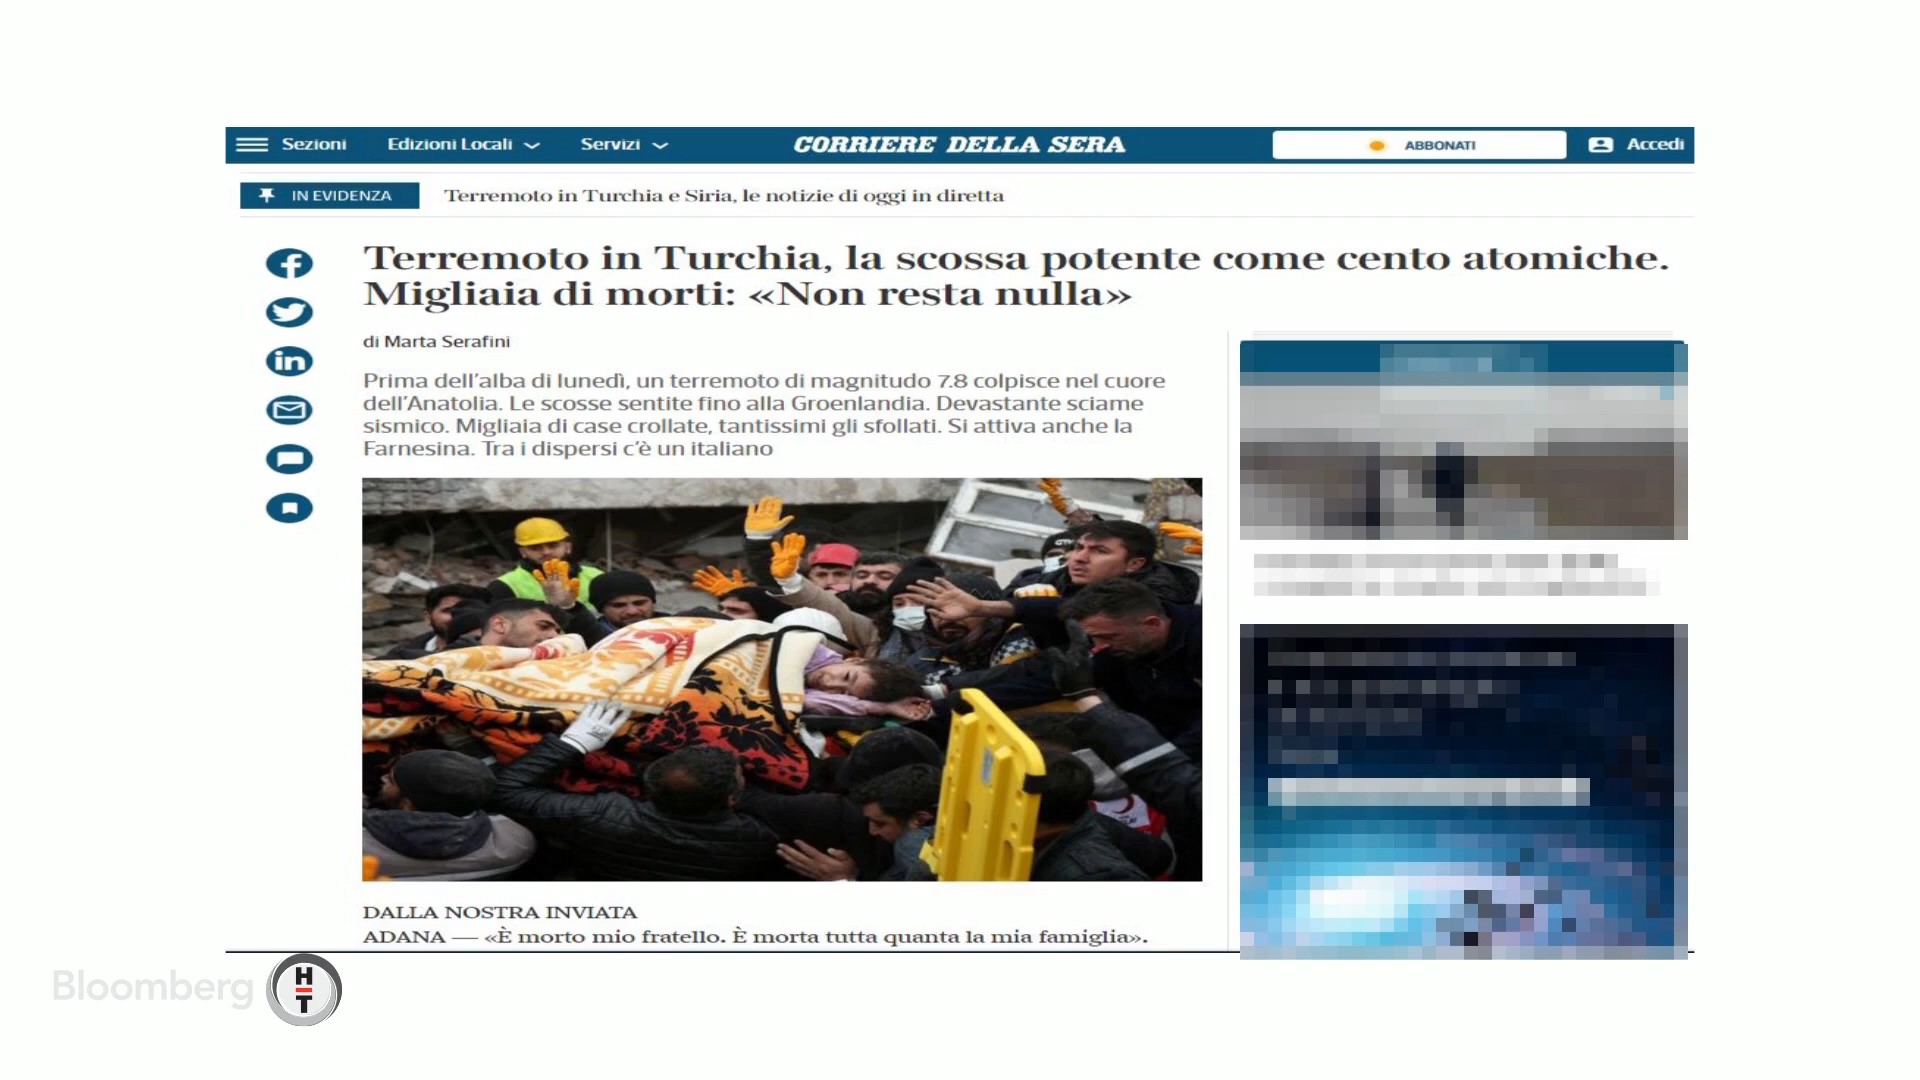 Sezioni Edizioni Locali Servizi CORRIERE DELLA SERA ABBONATI Accedi
IN EVIDENZA Terremoto in Turchia e Siria, le notizie di oggi in diretta
Terremoto in Turchia, la scossa potente come cento atomiche.
Migliaia di morti: «Non resta nulla»
di Marta Serafini
Prima dell'alba di lunedì, un terremoto di magnitudo 7.8 colpisce nel cuore
dell'Anatolia. Le scosse sentite fino alla Groenlandia. Devastante sciame
sismico. Migliaia di case crollate, tantissimi gli sfollati. Si attiva anche la
Farnesina. Tra i dispersi c'è un italiano
DALLA NOSTRA INVIATA
ADANA — «È morto mio fratello. È morta tutta quanta la mia famiglia».
Bloomberg HT